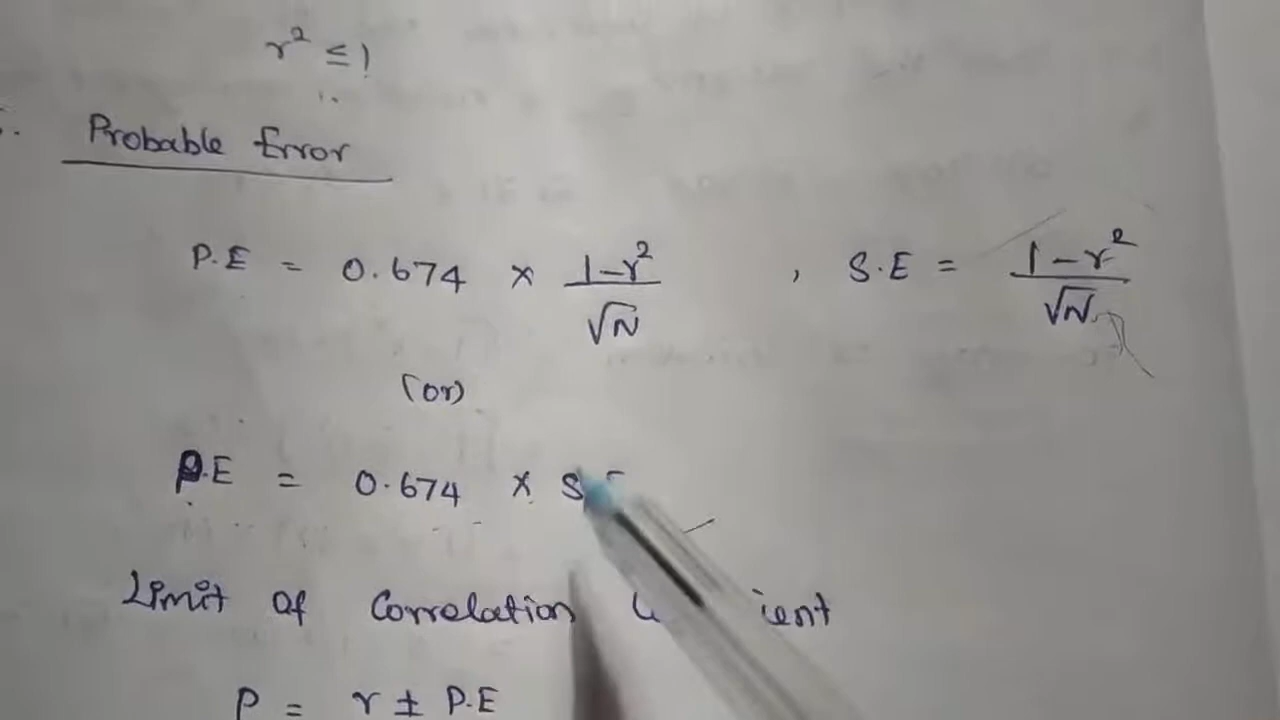 r² ≤ 1
Probable Error
P.E = 0.674 × (1-r²)/√N , S.E = (1-r²)/√N
(or)
P.E = 0.674 × S.E
Limit of Correlation
P = r ± P.E